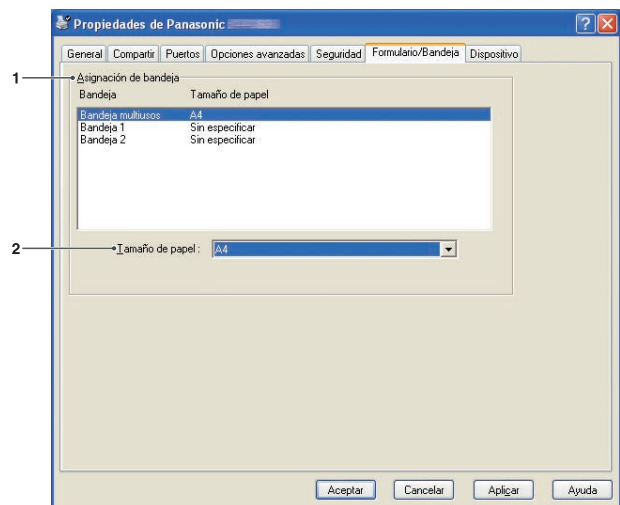 Propiedades de Panasonic
General Compartir Puertos Opciones avanzadas Seguridad Formulario/Bandeja Dispositivo
1
Asignación de bandeja
Bandeja Tamaño de papel
Bandeja multiusos A4
Bandeja 1 Sin especificar
Bandeja 2 Sin especificar
2
Tamaño de papel : A4
Aceptar Cancelar Aplicar Ayuda